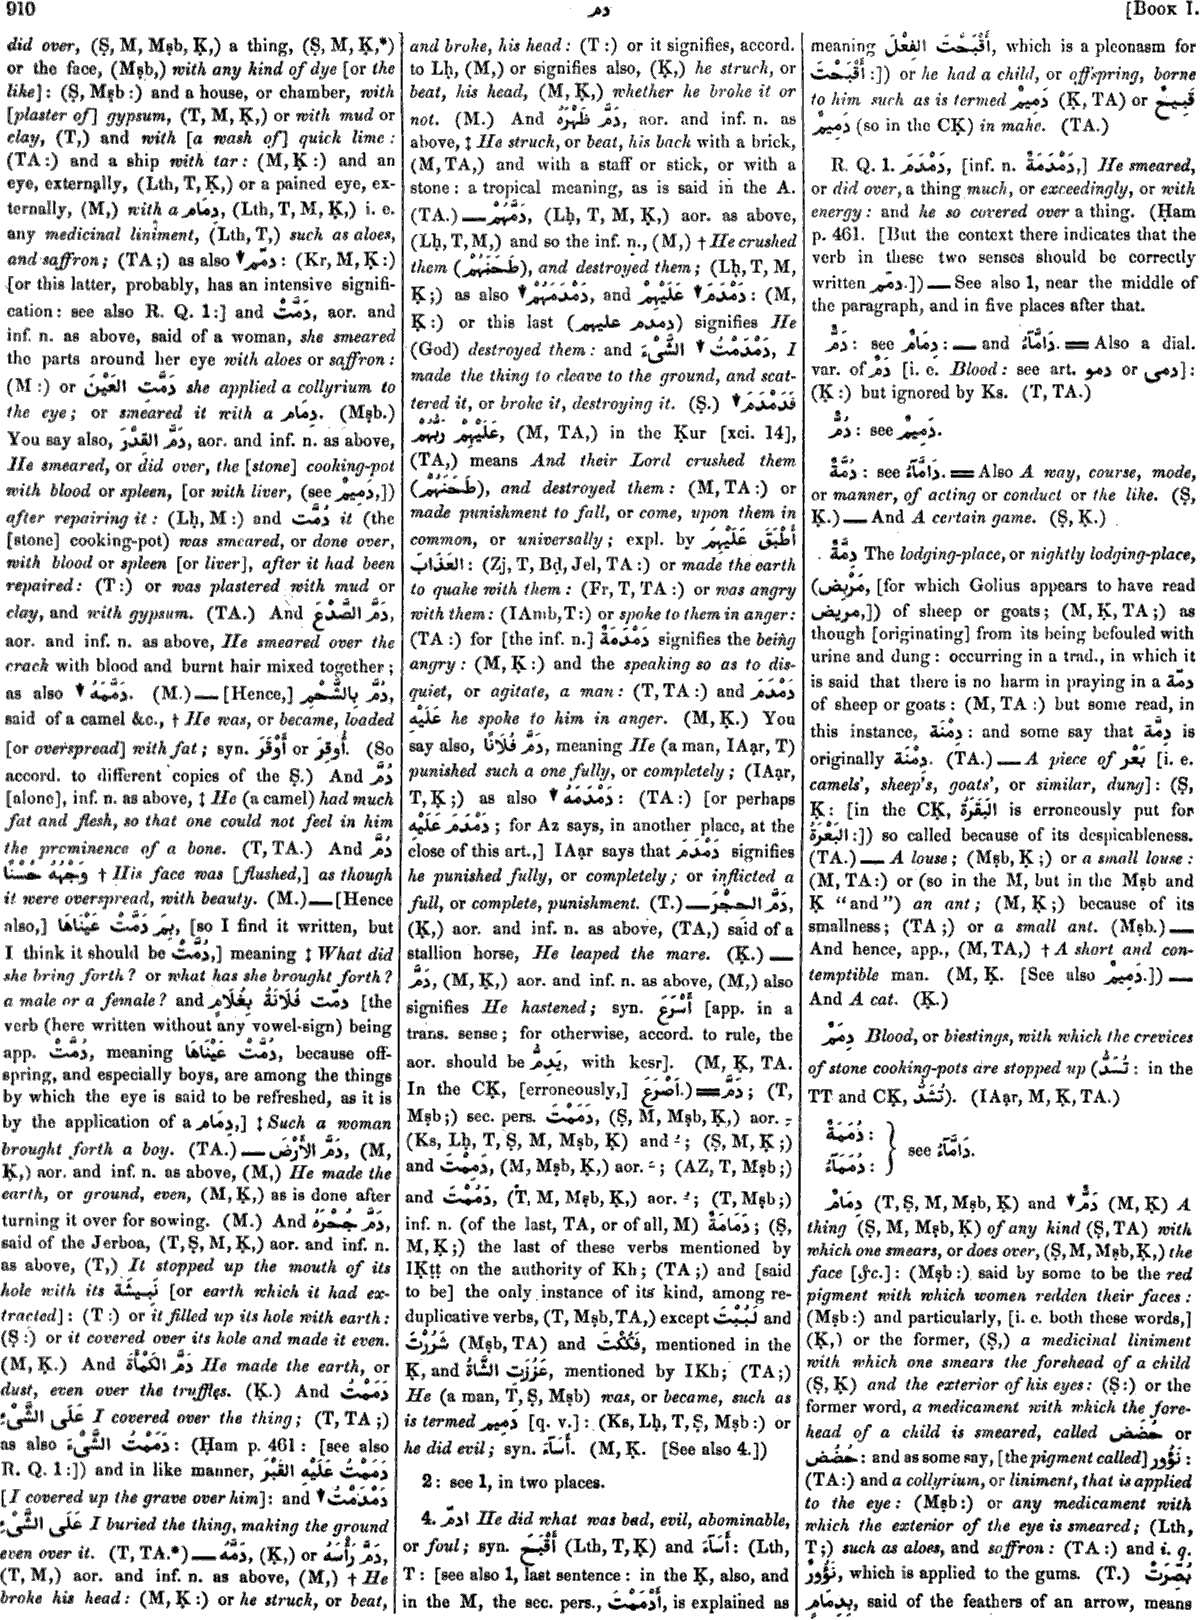 910
دم
[BOOK I.
did over, (Ṣ, M, Mṣb, Ḳ,) a thing, (Ṣ, M, Ḳ,*)
or the face, (Mṣb,) with any kind of dye [or the
like]: (Ṣ, Mṣb:) and a house, or chamber, with
[plaster of] gypsum, (T, M, Ḳ,) or with mud or
clay, (T,) and with [a wash of] quick lime:
(TA:) and a ship with tar: (M, Ḳ:) and an
eye, externally, (Lth, T, Ḳ,) or a pained eye, ex-
ternally, (M,) with a دِمَام, (Lth, T, M, Ḳ,) i. e.
any medicinal liniment, (Lth, T,) such as aloes,
and saffron; (TA;) as also ▼ دمّم: (Kr, M, Ḳ:)
[or this latter, probably, has an intensive signifi-
cation: see also R. Q. 1:] and دَمَّتْ, aor. and
inf. n. as above, said of a woman, she smeared
the parts around her eye with aloes or saffron:
(M:) or دَمَّتِ العَيْنَ she applied a collyrium to
the eye; or smeared it with a دِمَام. (Mṣb.)
You say also, دَمَّ القِدْرَ, aor. and inf. n. as above,
He smeared, or did over, the [stone] cooking-pot
with blood or spleen, [or with liver, (see دَمِيمٌ,])
after repairing it: (Lḥ, M:) and دُمَّتْ it (the
[stone] cooking-pot) was smeared, or done over,
with blood or spleen [or liver], after it had been
repaired: (T:) or was plastered with mud or
clay, and with gypsum. (TA.) And دَمَّ الصَّدْعَ,
aor. and inf. n. as above, He smeared over the
crack with blood and burnt hair mixed together;
as also ▼ دَمَّمَهُ. (M.) — [Hence,] دُمَّ بِالشَّحْمِ,
said of a camel &c., † He was, or became, loaded
[or overspread] with fat; syn. أُوقِرَ or أُوْقَرَ. (So
accord. to different copies of the Ṣ.) And دُمَّ
[alone], inf. n. as above, ‡ He (a camel) had much
fat and flesh, so that one could not feel in him
the prominence of a bone. (T, TA.) And دُمَّ
وَجْهُهُ حُسْنًا † His face was [flushed,] as though
it were overspread, with beauty. (M.) — [Hence
also,] بِمَ دَمَّتْ عَيْنَاهَا, [so I find it written, but
I think it should be دُمَّتْ,] meaning ‡ What did
she bring forth? or what has she brought forth?
a male or a female? and دمّت فُلَانَةُ بِغُلَامٍ [the
verb (here written without any vowel-sign) being
app. دُمَّتْ, meaning دُمَّتْ عَيْنَاهَا, because off-
spring, and especially boys, are among the things
by which the eye is said to be refreshed, as it is
by the application of a دِمَام,] ‡ Such a woman
brought forth a boy. (TA.) — دَمَّ الأَرْضَ, (M,
Ḳ,) aor. and inf. n. as above, (M,) He made the
earth, or ground, even, (M, Ḳ,) as is done after
turning it over for sowing. (M.) And دَمَّ جُحْرَهُ,
said of the Jerboa, (T, Ṣ, M, Ḳ,) aor. and inf. n.
as above, (T,) It stopped up the mouth of its
hole with its نَبِيثَة [or earth which it had ex-
tracted]: (T:) or it filled up its hole with earth:
(Ṣ:) or it covered over its hole and made it even.
(M, Ḳ.) And دَمَّ الكَمْأَةَ He made the earth, or
dust, even over the truffles. (Ḳ.) And دَمَمْتُ
عَلَى الشَّىْءِ I covered over the thing; (T, TA;)
as also دَمَمْتُ الشَّىْءَ: (Ḥam p. 461: [see also
R. Q. 1:]) and in like manner, دَمَمْتُ عَلَيْهِ القَبْرَ
[I covered up the grave over him]: and ▼ دَمْدَمْتُ
عَلَى الشَّىْءِ I buried the thing, making the ground
even over it. (T, TA.*) — دَمَّهُ, (Ḳ,) or دَمَّ رَأْسَهُ,
(T, M,) aor. and inf. n. as above, (M,) † He
broke his head: (M, Ḳ:) or he struck, or beat,
and broke, his head: (T:) or it signifies, accord.
to Lḥ, (M,) or signifies also, (Ḳ,) he struck, or
beat, his head, (M, Ḳ,) whether he broke it or
not. (M.) And دَمَّ ظَهْرَهُ, aor. and inf. n. as
above, ‡ He struck, or beat, his back with a brick,
(M, TA,) and with a staff or stick, or with a
stone: a tropical meaning, as is said in the A.
(TA.) — دَمَّهُمْ, (Lḥ, T, M, Ḳ,) aor. as above,
(Lḥ, T, M,) and so the inf. n., (M,) † He crushed
them (طَحَنَهُمْ), and destroyed them; (Lḥ, T, M,
Ḳ;) as also ▼ دَمْدَمَهُمْ, and عَلَيْهِمْ ▼ دَمْدَمَ: (M,
Ḳ:) or this last (دمدم عليهم) signifies He
(God) destroyed them: and دَمْدَمْتُ ▼ الشَّىْءَ, I
made the thing to cleave to the ground, and scat-
tered it, or broke it, destroying it. (Ṣ.) ▼ فَدَمْدَمَ
عَلَيْهِمْ رَبُّهُمْ, (M, TA,) in the Ḳur [xci. 14],
(TA,) means And their Lord crushed them
(طَحَنَهُمْ), and destroyed them: (M, TA:) or
made punishment to fall, or come, upon them in
common, or universally; expl. by أَطْبَقَ عَلَيْهِمُ
العَذَابَ: (Zj, T, Bḍ, Jel, TA:) or made the earth
to quake with them: (Fr, T, TA:) or was angry
with them: (IAmb, T:) or spoke to them in anger:
(TA:) for [the inf. n.] دَمْدَمَةٌ signifies the being
angry: (M, Ḳ:) and the speaking so as to dis-
quiet, or agitate, a man: (T, TA:) and دَمْدَمَ
عَلَيْهِ he spoke to him in anger. (M, Ḳ.) You
say also, دَمَّ فُلَانًا, meaning He (a man, IAạr, T)
punished such a one fully, or completely; (IAạr,
T, Ḳ;) as also ▼ دَمْدَمَهُ: (TA:) [or perhaps
دَمْدَمَ عَلَيْهِ; for Az says, in another place, at the
close of this art.,] IAạr says that دَمْدَمَ signifies
he punished fully, or completely; or inflicted a
full, or complete, punishment. (T.) — دَمَّ الحِجْرَ,
(Ḳ,) aor. and inf. n. as above, (TA,) said of a
stallion horse, He leaped the mare. (Ḳ.) —
دَمَّ, (M, Ḳ,) aor. and inf. n. as above, (M,) also
signifies He hastened; syn. أَسْرَعَ [app. in a
trans. sense; for otherwise, accord. to rule, the
aor. should be يَدِمُّ, with kesr]. (M, Ḳ, TA.
In the CḲ, [erroneously,] أَصْرَعَ.) = دَمَّ; (T,
Mṣb;) sec. pers. دَمَمْتَ, (Ṣ, M, Mṣb, Ḳ,) aor. ـِ
(Ks, Lḥ, T, Ṣ, M, Mṣb, Ḳ) and ـُ; (Ṣ, M, Ḳ;)
and دَمِمْتَ, (M, Mṣb, Ḳ,) aor. ـَ; (AZ, T, Mṣb;)
and دَمُمْتَ, (T, M, Mṣb, Ḳ,) aor. ـُ; (T, Mṣb;)
inf. n. (of the last, TA, or of all, M) دَمَامَةٌ; (Ṣ,
M, Ḳ;) the last of these verbs mentioned by
IḲṭṭ on the authority of Kh; (TA;) and [said
to be] the only instance of its kind, among re-
duplicative verbs, (T, Mṣb, TA,) except لَبُبْتَ and
شَرُرْتَ (Mṣb, TA) and فَكُكْتَ, mentioned in the
Ḳ, and عَزُزَتِ الشَّاةُ, mentioned by IKh; (TA;)
He (a man, T, Ṣ, Mṣb) was, or became, such as
is termed دَمِيم [q. v.]: (Ks, Lḥ, T, Ṣ, Mṣb:) or
he did evil; syn. أَسَآءَ. (M, Ḳ. [See also 4.])
2: see 1, in two places.
4. ادمّ He did what was bad, evil, abominable,
or foul; syn. أَقْبَحَ (Lth, T, Ḳ) and أَسَآءَ: (Lth,
T: [see also 1, last sentence: in the Ḳ, also, and
in the M, the sec. pers., أَدْمَمْتَ, is explained as
meaning أَقْبَحْتَ الفِعْلَ, which is a pleonasm for
أَقْبَحْتَ:]) or he had a child, or offspring, borne
to him such as is termed دَمِيمٌ (Ḳ, TA) or قَبِيحٌ
دَمِيمٌ (so in the CḲ) in make. (TA.)
R. Q. 1. دَمْدَمَ, [inf. n. دَمْدَمَةٌ,] He smeared,
or did over, a thing much, or exceedingly, or with
energy: and he so covered over a thing. (Ḥam
p. 461. [But the context there indicates that the
verb in these two senses should be correctly
written دمّم.]) — See also 1, near the middle of
the paragraph, and in five places after that.
دَمٌّ: see دِمَامٌ: — and دَامَّآءُ. = Also a dial.
var. of دَمٌ [i. e. Blood: see art. دمو or دمى]:
(Ḳ:) but ignored by Ks. (T, TA.)
دُمٌّ: see دَمِيمٌ.
دُمَّةٌ: see دَامَّآءُ. = Also A way, course, mode,
or manner, of acting or conduct or the like. (Ṣ,
Ḳ.) — And A certain game. (Ṣ, Ḳ.)
دِمَّةٌ The lodging-place, or nightly lodging-place,
(مَرْبِض, [for which Golius appears to have read
مريض,]) of sheep or goats; (M, Ḳ, TA;) as
though [originating] from its being befouled with
urine and dung: occurring in a trad., in which it
is said that there is no harm in praying in a دِمَّة
of sheep or goats: (M, TA:) but some read, in
this instance, دِمْنَة: and some say that دِمَّة is
originally دِمْنَة. (TA.) — A piece of بَعْر [i. e.
camels', sheep's, goats', or similar, dung]: (Ṣ,
Ḳ: [in the CḲ, البَقَرَةُ is erroneously put for
البَعْرَةُ:]) so called because of its despicableness.
(TA.) — A louse; (Mṣb, Ḳ;) or a small louse:
(M, TA:) or (so in the M, but in the Mṣb and
Ḳ "and") an ant; (M, Ḳ;) because of its
smallness; (TA;) or a small ant. (Mṣb.) —
And hence, app., (M, TA,) † A short and con-
temptible man. (M, Ḳ. [See also دَمِيمٌ.]) —
And A cat. (Ḳ.)
دِمَمٌ Blood, or biestings, with which the crevices
of stone cooking-pots are stopped up (تُسَدُّ: in the
TT and CḲ, تُشَدُّ). (IAạr, M, Ḳ, TA.)
دُمَمَةٌ:
دُمَمَآءُ:
} see دَامَّآءُ.
دِمَامٌ (T, Ṣ, M, Mṣb, Ḳ) and ▼ دَمٌّ (M, Ḳ) A
thing (Ṣ, M, Mṣb, Ḳ) of any kind (Ṣ, TA) with
which one smears, or does over, (Ṣ, M, Mṣb, Ḳ,) the
face [&c.]: (Mṣb:) said by some to be the red
pigment with which women redden their faces:
(Mṣb:) and particularly, [i. e. both these words,]
(Ḳ,) or the former, (Ṣ,) a medicinal liniment
with which one smears the forehead of a child
(Ṣ, Ḳ) and the exterior of his eyes: (Ṣ:) or the
former word, a medicament with which the fore-
head of a child is smeared, called حُضَض or
حُضُض: and as some say, [the pigment called] نَؤُور:
(TA:) and a collyrium, or liniment, that is applied
to the eye: (Mṣb:) or any medicament with
which the exterior of the eye is smeared; (Lth,
T;) such as aloes, and saffron: (TA:) and i. q.
نَؤُورٌ, which is applied to the gums. (T.) بُصِّرَتْ
بِدِمَامٍ, said of the feathers of an arrow, means